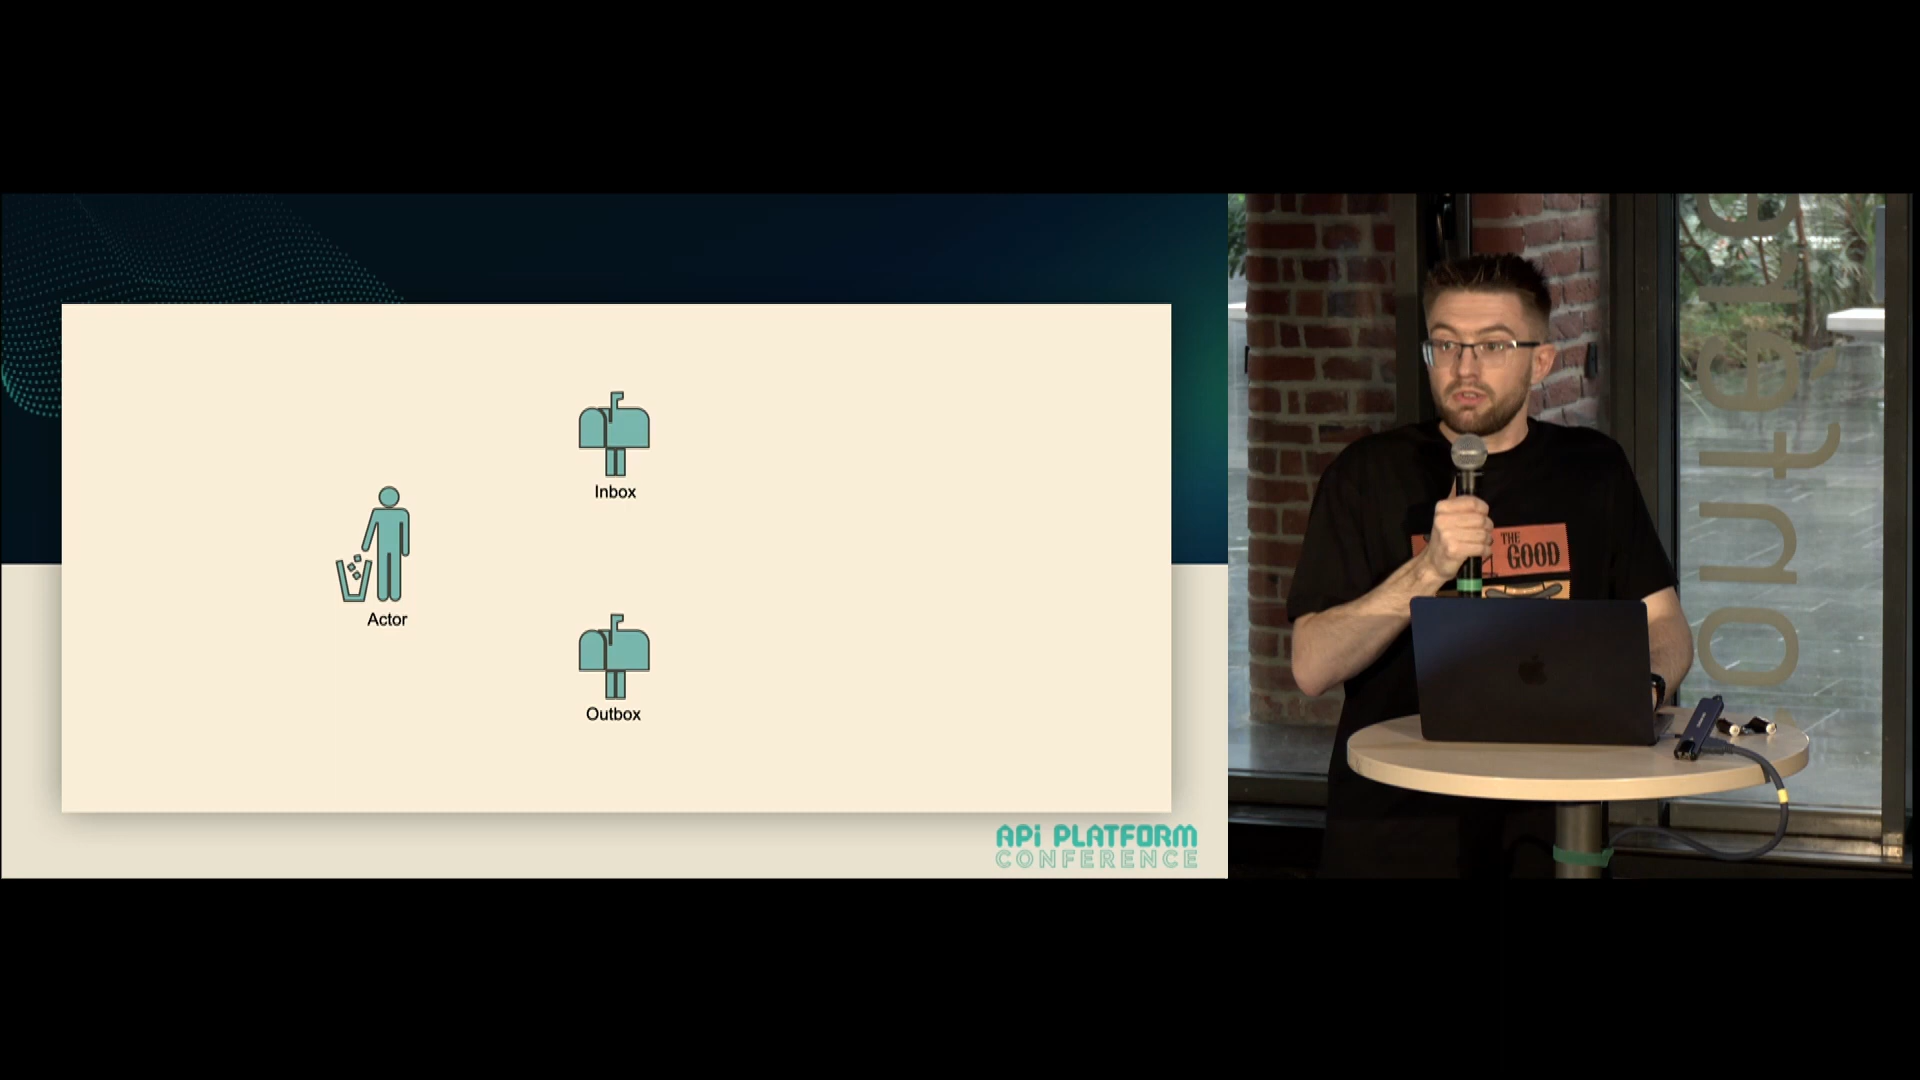 Inbox
Actor
Outbox
APi PLATFORM
CONFERENCE
THE
GOOD